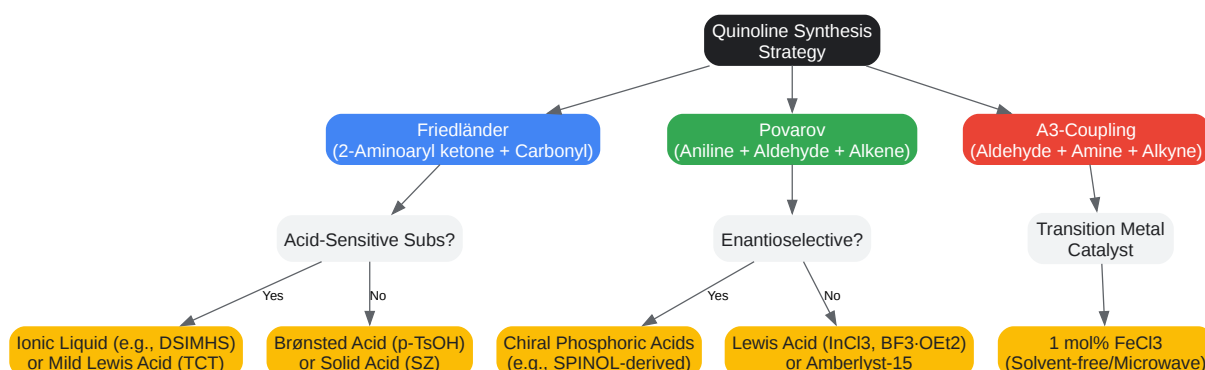 Quinoline Synthesis
Strategy
Friedländer
(2-Aminoaryl ketone + Carbonyl)
Povarov
(Aniline + Aldehyde + Alkene)
A3-Coupling
(Aldehyde + Amine + Alkyne)
Acid-Sensitive Subs?
Enantioselective?
Transition Metal
Catalyst
Yes
No
Yes
No
Ionic Liquid (e.g., DSIMHS)
or Mild Lewis Acid (TCT)
Brønsted Acid (p-TsOH)
or Solid Acid (SZ)
Chiral Phosphoric Acids
(e.g., SPINOL-derived)
Lewis Acid (InCl3, BF3·OEt2)
or Amberlyst-15
1 mol% FeCl3
(Solvent-free/Microwave)